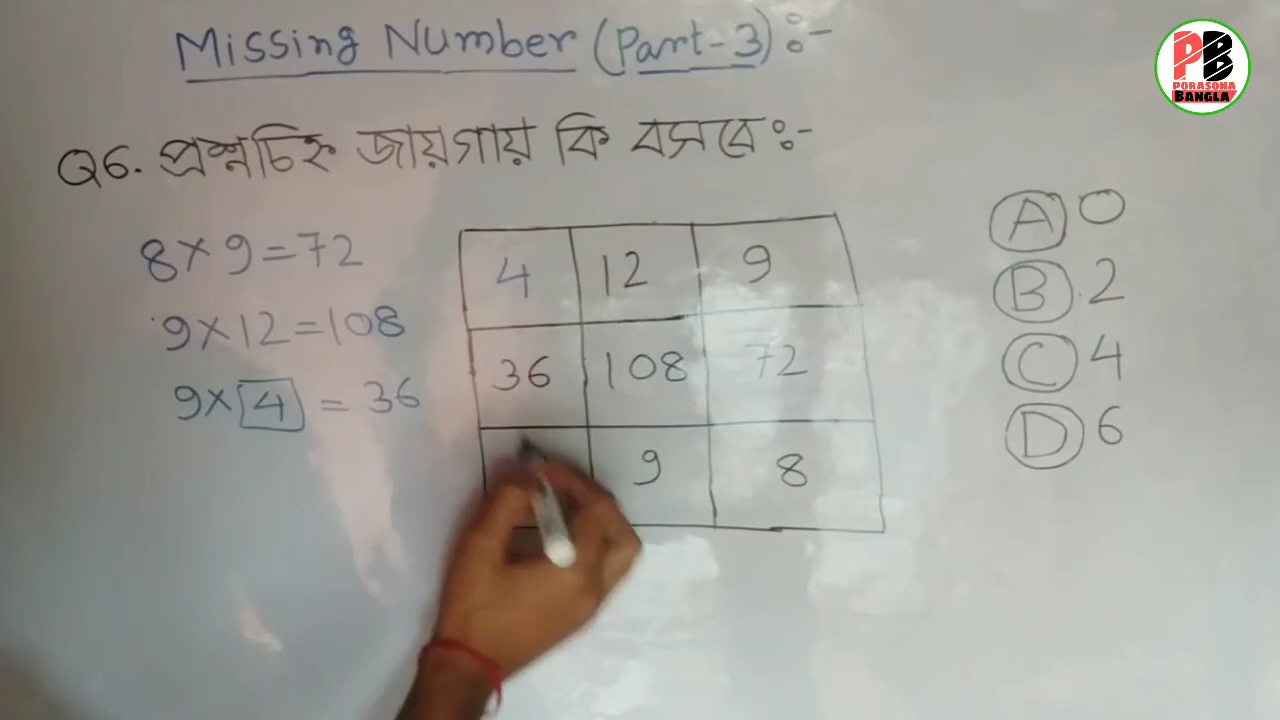 Missing Number (Part-3) :-
PB
PORASONA
BANGLA
Q6. প্রশ্নচিহ্ন জায়গায় কি বসবে :-
8 × 9 = 72
9 × 12 = 108
9 × 4 = 36
4 12 9
36 108 72
9 8
A 0
B .2
C 4
D 6